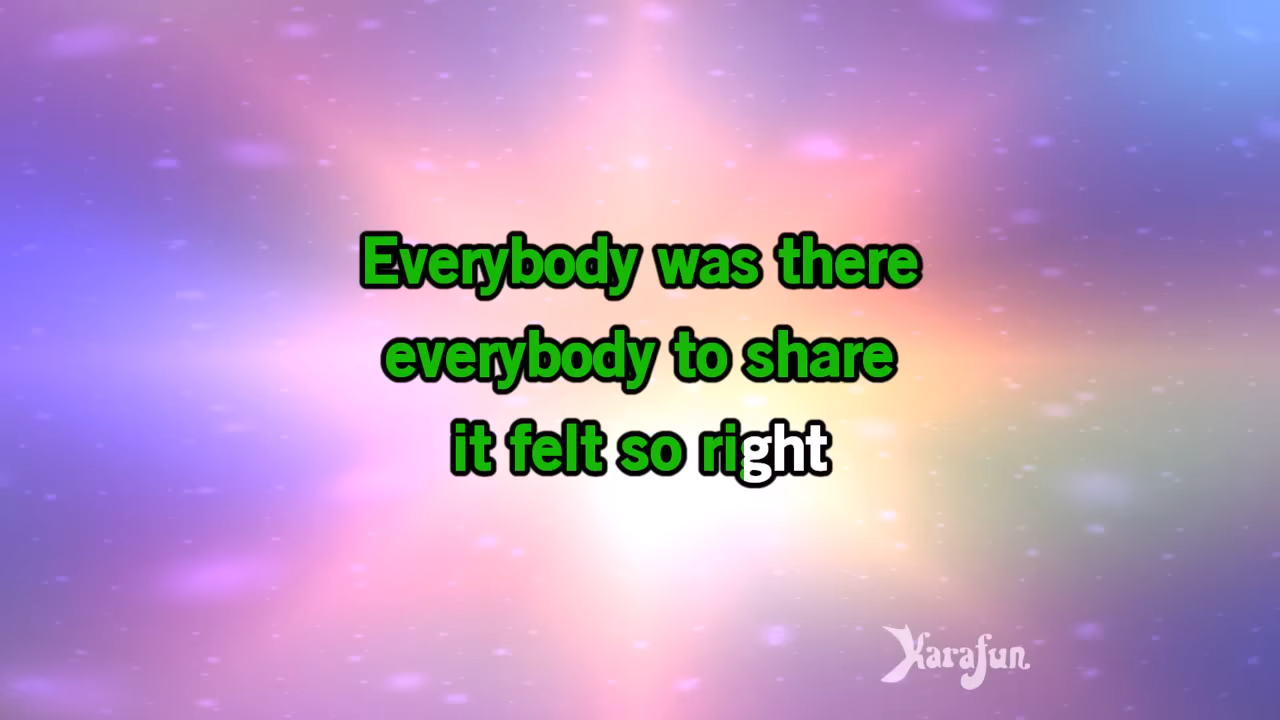 Everybody was there
everybody to share
it felt so right
Karafun